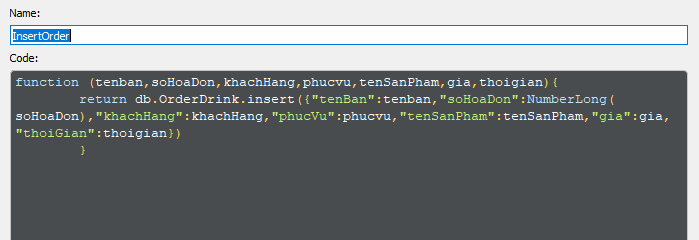 Name:
InsertOrder
Code:
function (tenban,soHoaDon,khachHang,phucvu,tenSanPham,gia,thoigian){
return db.OrderDrink.insert({"tenBan":tenban,"soHoaDon":NumberLong(
soHoaDon),"khachHang":khachHang,"phucVu":phucvu,"tenSanPham":tenSanPham,"gia":gia,
"thoiGian":thoigian})
}